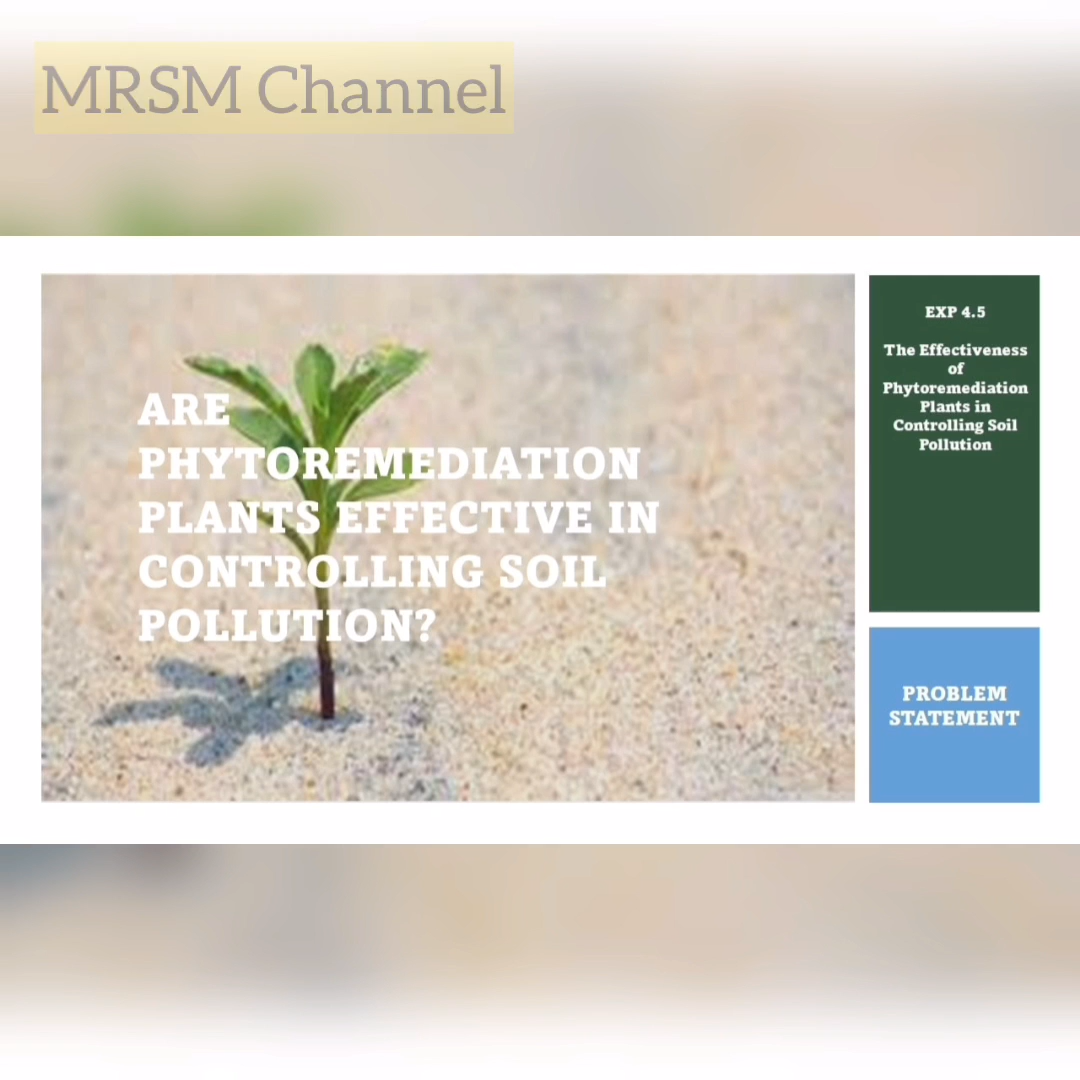 MRSM Channel
ARE
PHYTOREMEDIATION
PLANTS EFFECTIVE IN
CONTROLLING SOIL
POLLUTION?
EXP 4.5
The Effectiveness
of
Phytoremediation
Plants in
Controlling Soil
Pollution
PROBLEM
STATEMENT